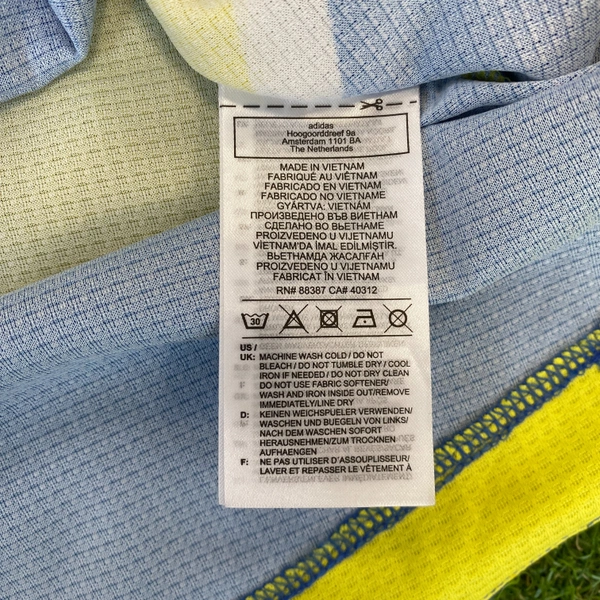 adidas
Hoogoorddreef 9a
Amsterdam 1101 BA
The Netherlands
MADE IN VIETNAM
FABRIQUÉ AU VIÊTNAM
FABRICADO EN VIETNAM
FABRICADO NO VIETNAME
GYÁRTVA: VIETNÁM
ПРОИЗВЕДЕНО ВЪВ ВИЕТНАМ
СДЕЛАНО ВО ВЬЕТНАМЕ
PROIZVEDENO U VIJETNAMU
VİETNAM'DA İMAL EDİLMİŞTİR.
ВЬЕТНАМДА ЖАСАЛҒАН
PROIZVEDENO U VIJETNAMU
FABRICAT ÎN VIETNAM
RN# 88387 CA# 40312
30
US /
UK: MACHINE WASH COLD / DO NOT
BLEACH / DO NOT TUMBLE DRY / COOL
IRON IF NEEDED / DO NOT DRY CLEAN
DO NOT USE FABRIC SOFTENER/
WASH AND IRON INSIDE OUT/REMOVE
IMMEDIATELY/LINE DRY
D: KEINEN WEICHSPUELER VERWENDEN/
WASCHEN UND BUEGELN VON LINKS/
NACH DEM WASCHEN SOFORT
HERAUSNEHMEN/ZUM TROCKNEN
AUFHAENGEN
F: NE PAS UTILISER D'ASSOUPLISSEUR/
LAVER ET REPASSER LE VÊTEMENT À